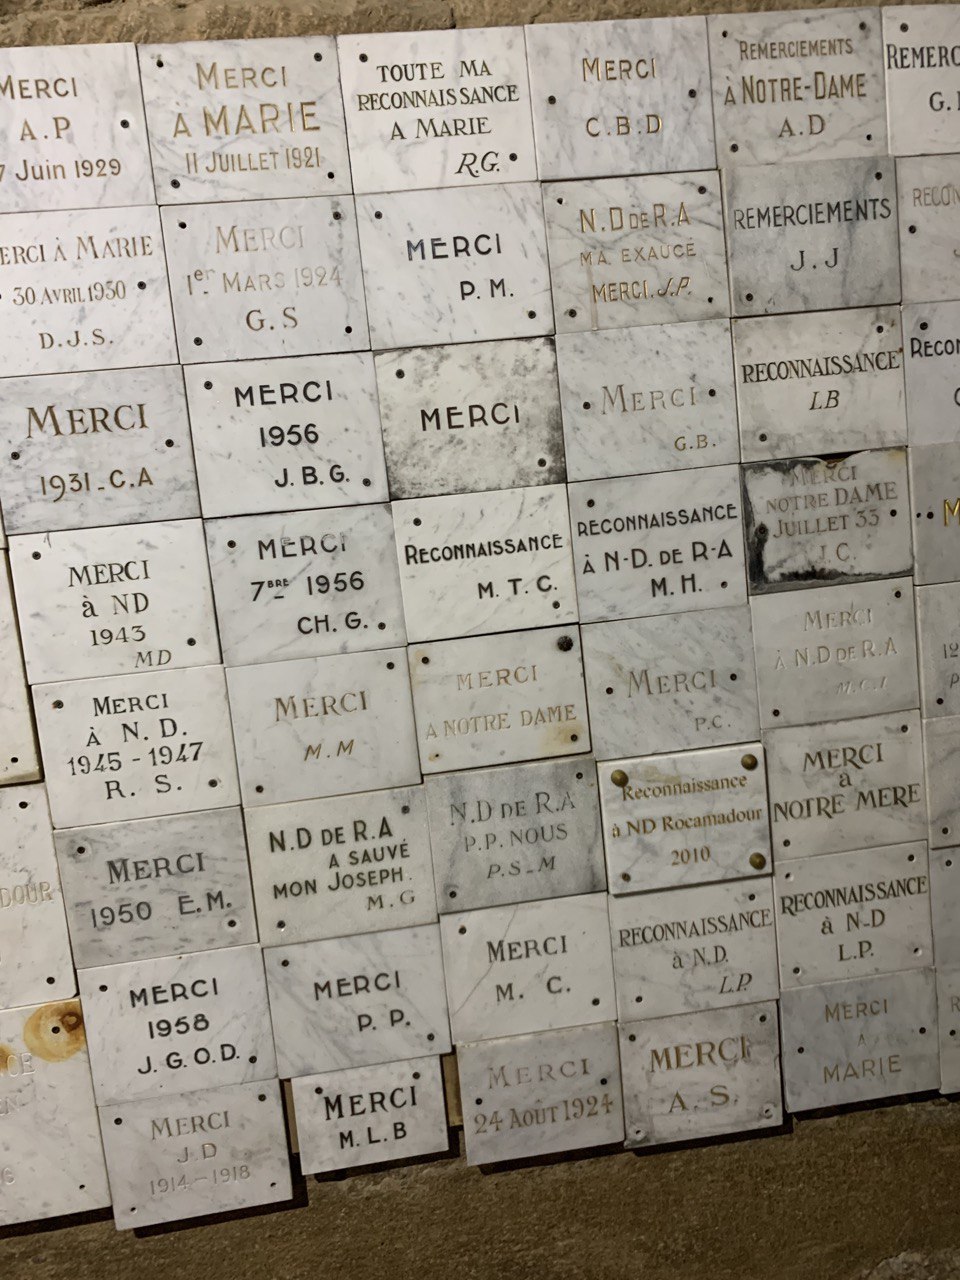 MERCI
A.P
7 Juin 1929
MERCI
À MARIE
11 JUILLET 1921
TOUTE MA
RECONNAISSANCE
A MARIE
R.G.
MERCI
C.B.D
REMERCIEMENTS
À NOTRE-DAME
A.D
G.
MERCI À MARIE
30 AVRIL 1930
D.J.S.
MERCI
1er MARS 1924
G.S
MERCI
P. M.
N.D DE R.A
M'A EXAUCÉ
MERCI. J.P.
REMERCIEMENTS
J.J
MERCI
1931-C.A
MERCI
1956
J.B.G.
MERCI
MERCI
G.B.
RECONNAISSANCE
LB
MERCI
à ND
1943
MD
MERCI
7BRE 1956
CH. G.
RECONNAISSANCE
M. T. C.
RECONNAISSANCE
À N-D. DE R-A
M. H.
MERCI
NOTRE DAME
JUILLET 33
J.C.
MERCI
À N.D.
1945-1947
R. S.
MERCI
M.M
MERCI
A NOTRE DAME
MERCI
P.C.
MERCI
À N.D DE R.A
12
P
DOUR
MERCI
1950 E.M.
N.D DE R.A
A SAUVÉ
MON JOSEPH.
M.G
N.D DE R.A
P.P. NOUS
P.S-M
Reconnaissance
à ND Rocamadour
2010
MERCI
à
NOTRE MERE
MERCI
1958
J.G.O.D.
MERCI
P. P.
MERCI
M. C.
RECONNAISSANCE
à N.D.
L.P.
RECONNAISSANCE
à N-D
L.P.
CE
MERCI
J.D
1914-1918
MERCI
M.L.B
MERCI
24 AOÛT 1924
MERCI
A. S.
MERCI
A
MARIE